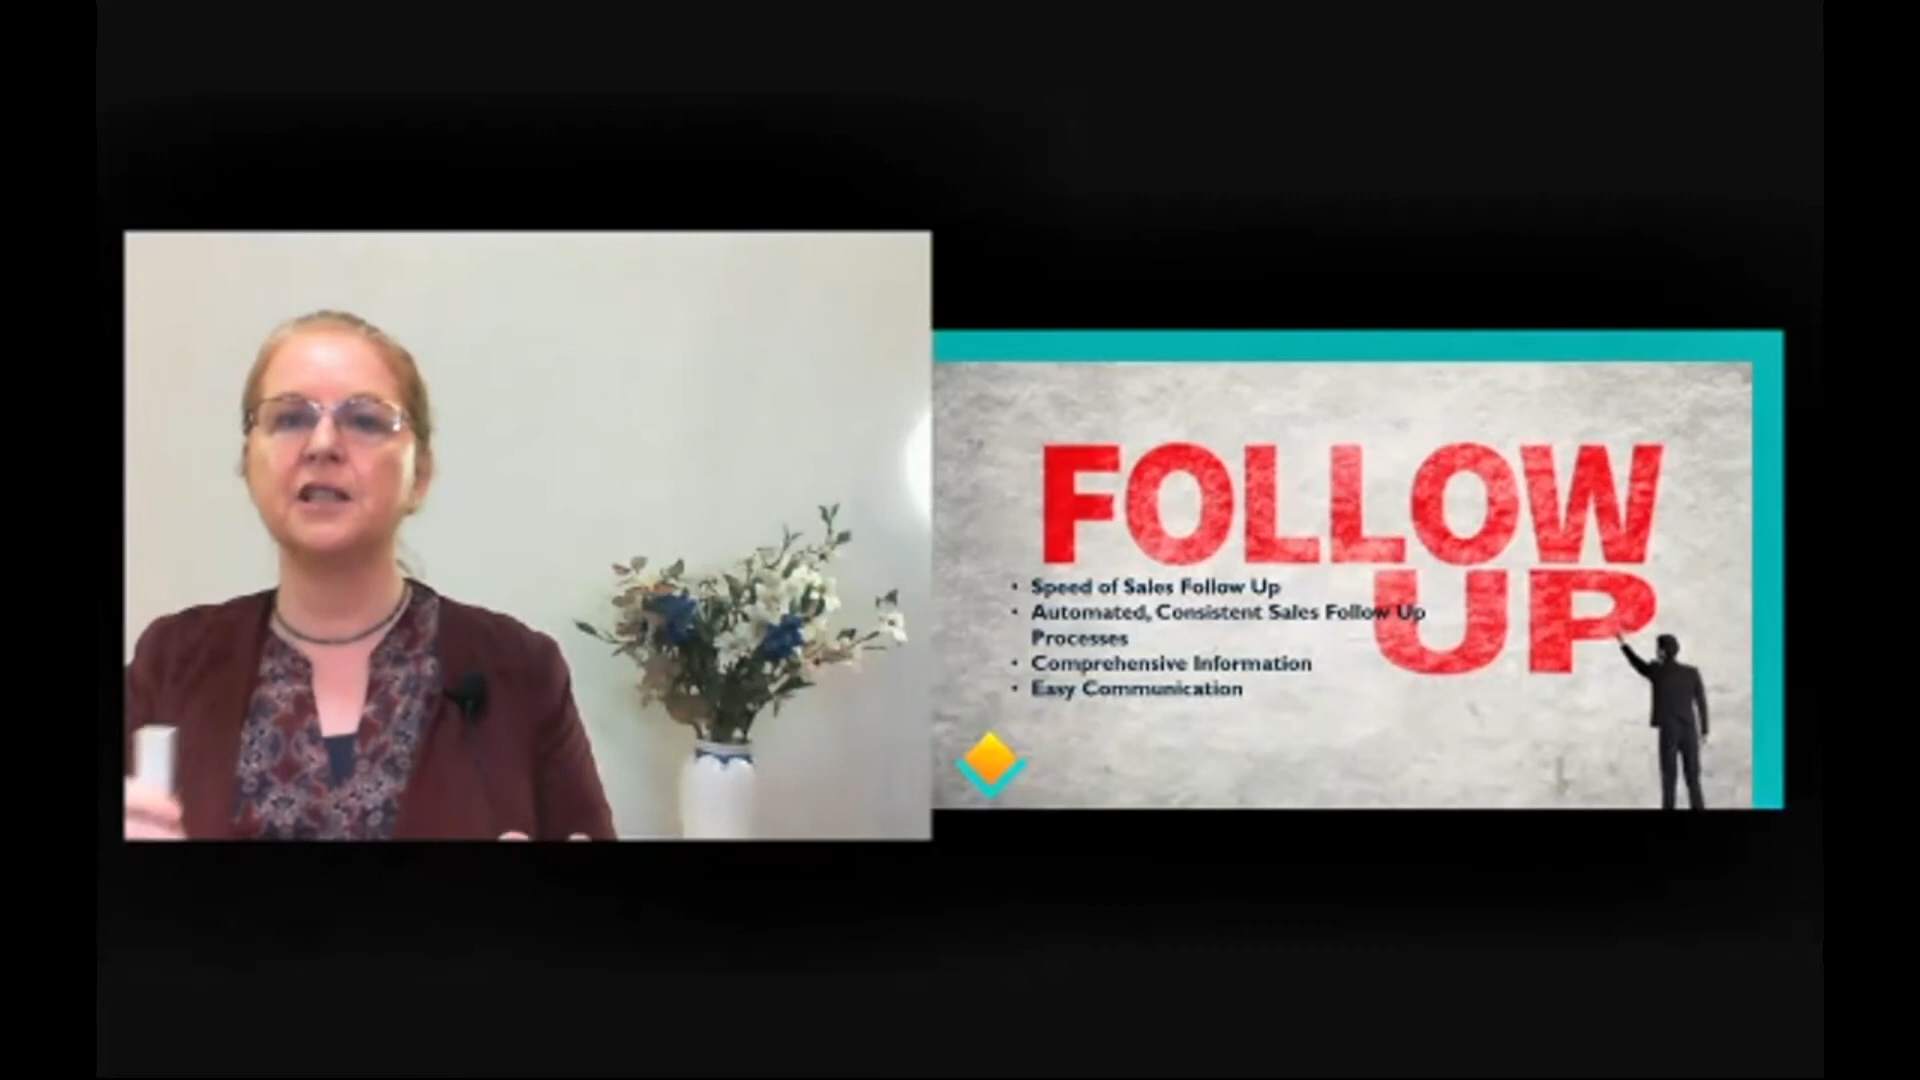 FOLLOW
UP
• Speed of Sales Follow Up
• Automated, Consistent Sales Follow Up
Processes
• Comprehensive Information
• Easy Communication